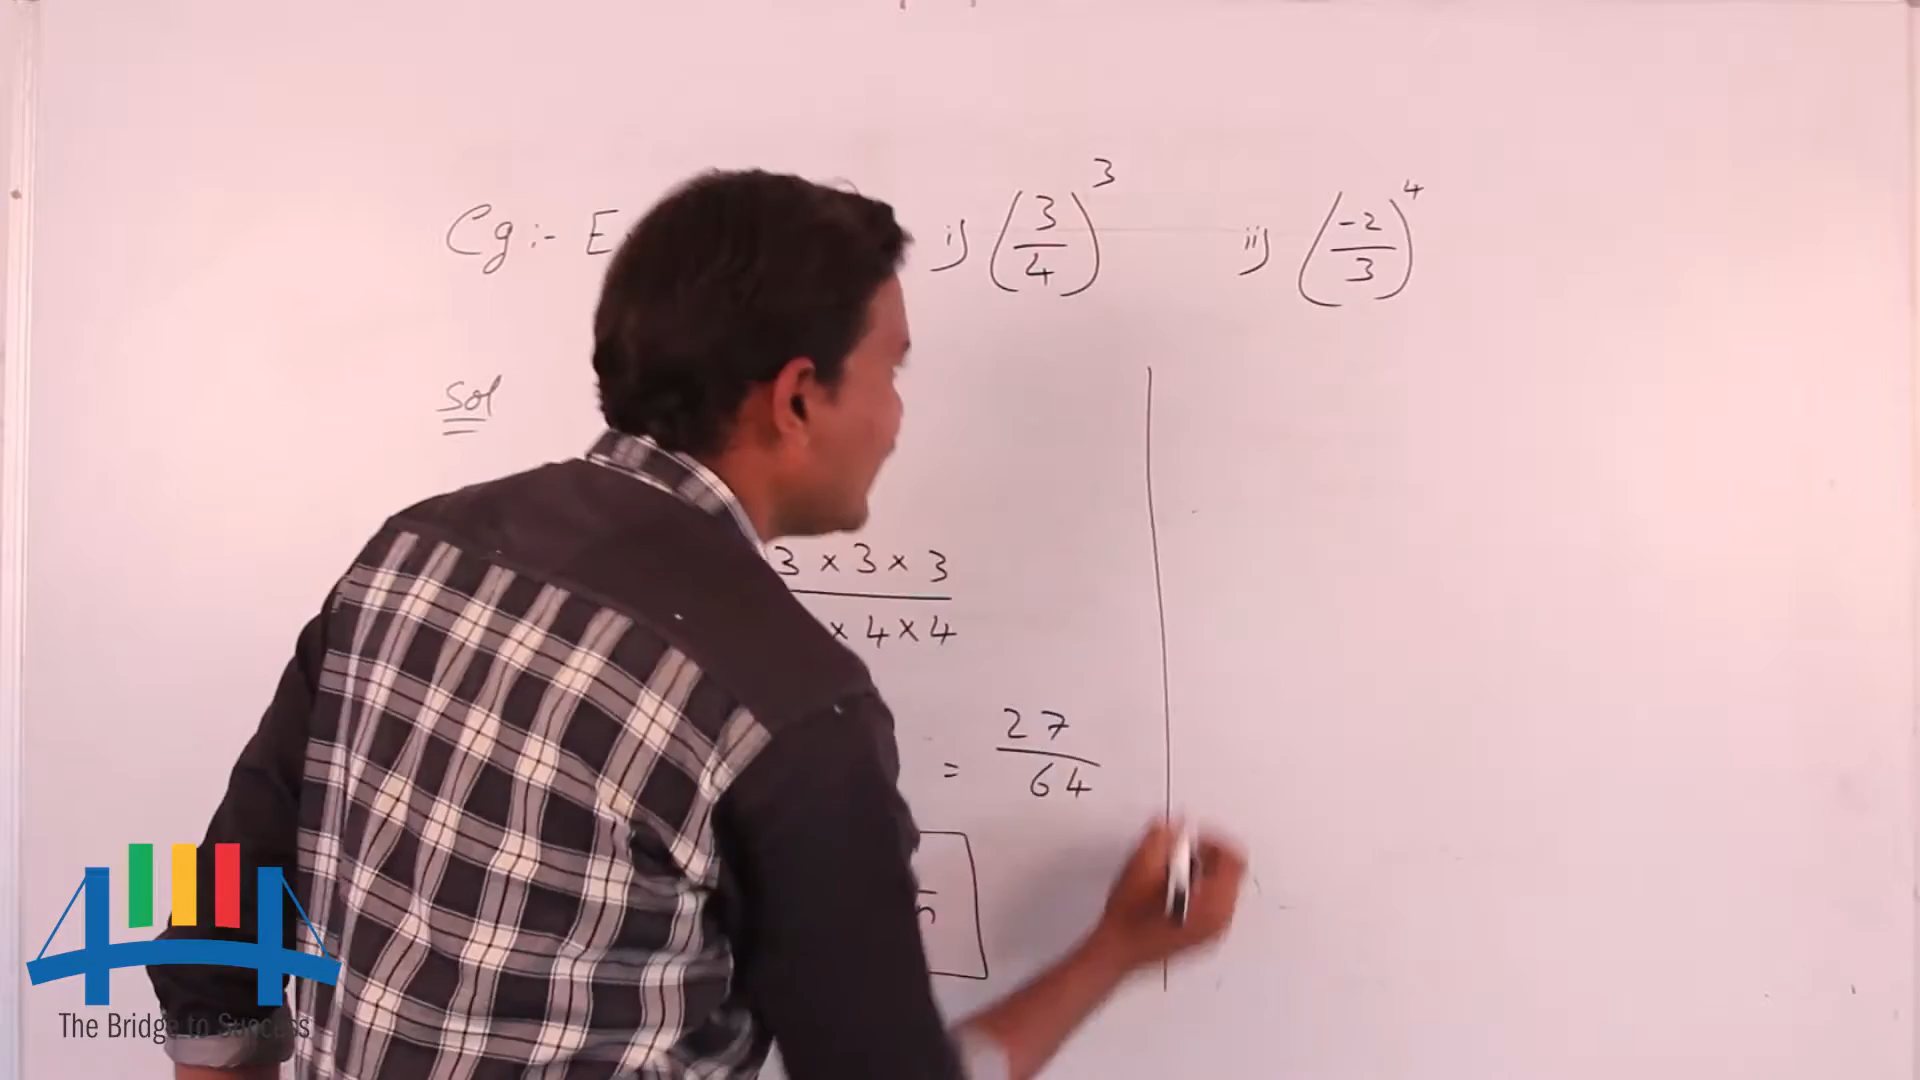 Eg:- E i) (3/4)^3 ii) (-2/3)^4
Sol
3 × 3 × 3
× 4 × 4
= 27/64
n
The Bridge to Success